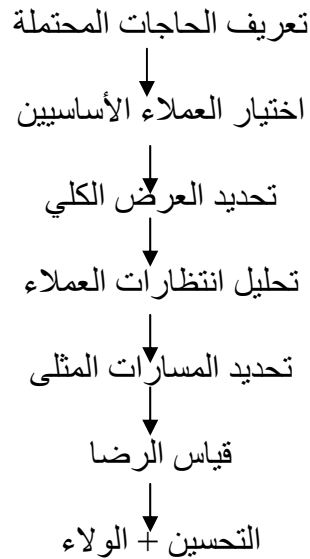 تعريف الحاجات المحتملة
اختيار العملاء الأساسيين
تحديد العرض الكلي
تحليل انتظارات العملاء
تحديد المسارات المثلى
قياس الرضا
التحسين + الولاء